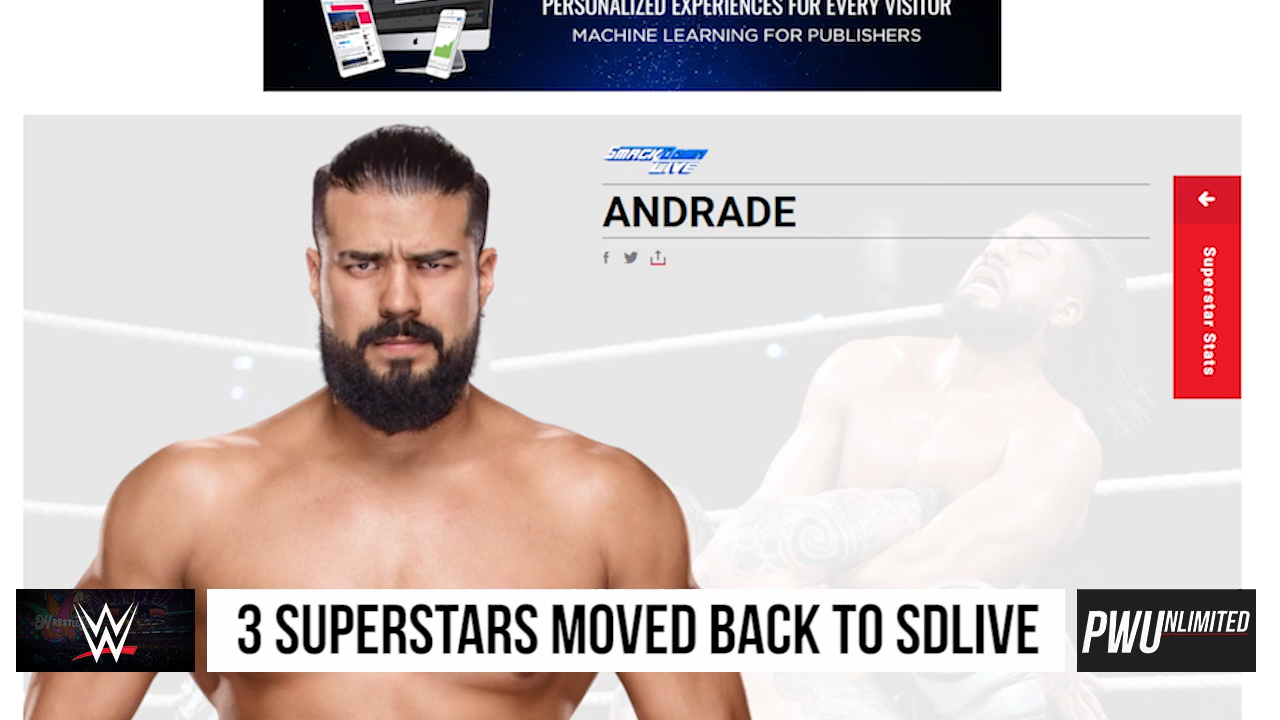 PERSONALIZED EXPERIENCES FOR EVERY VISITOR
MACHINE LEARNING FOR PUBLISHERS
SMACKDOWN
LIVE
ANDRADE
Superstar Stats
WRESTLE
W
3 SUPERSTARS MOVED BACK TO SDLIVE
PWUNLIMITED